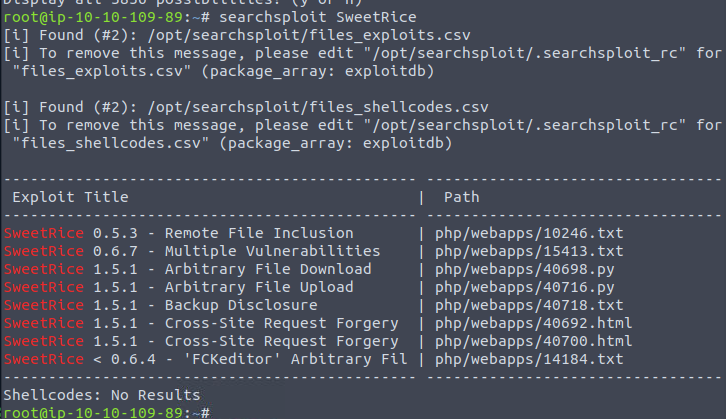 Display all 3850 possibilities? (y or n)
root@ip-10-10-109-89:~# searchsploit SweetRice
[i] Found (#2): /opt/searchsploit/files_exploits.csv
[i] To remove this message, please edit "/opt/searchsploit/.searchsploit_rc" for
"files_exploits.csv" (package_array: exploitdb)
[i] Found (#2): /opt/searchsploit/files_shellcodes.csv
[i] To remove this message, please edit "/opt/searchsploit/.searchsploit_rc" for
"files_shellcodes.csv" (package_array: exploitdb)
---------------------------------------------- ---------------------------------
Exploit Title | Path
---------------------------------------------- ---------------------------------
SweetRice 0.5.3 - Remote File Inclusion | php/webapps/10246.txt
SweetRice 0.6.7 - Multiple Vulnerabilities | php/webapps/15413.txt
SweetRice 1.5.1 - Arbitrary File Download | php/webapps/40698.py
SweetRice 1.5.1 - Arbitrary File Upload | php/webapps/40716.py
SweetRice 1.5.1 - Backup Disclosure | php/webapps/40718.txt
SweetRice 1.5.1 - Cross-Site Request Forgery | php/webapps/40692.html
SweetRice 1.5.1 - Cross-Site Request Forgery | php/webapps/40700.html
SweetRice < 0.6.4 - 'FCKeditor' Arbitrary Fil | php/webapps/14184.txt
---------------------------------------------- ---------------------------------
Shellcodes: No Results
root@ip-10-10-109-89:~#